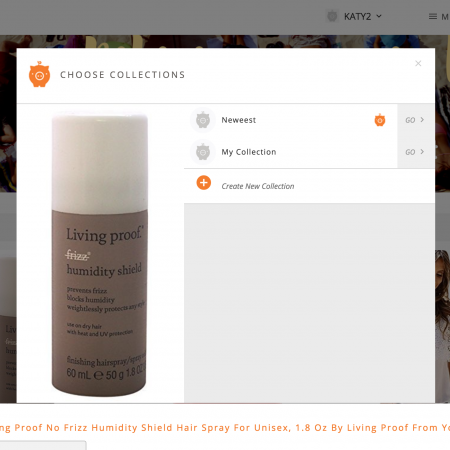 KATY2
M
CHOOSE COLLECTIONS
×
Neweest
GO >
My Collection
GO >
Create New Collection
Living proof.®
frizz®
humidity shield
prevents frizz
blocks humidity
weightlessly protects any style
use on dry hair
with heat and UV protection
finishing hairspray/spray
60 mL ℮ 50 g 1.8 O
ng Proof No Frizz Humidity Shield Hair Spray For Unisex, 1.8 Oz By Living Proof From Yo